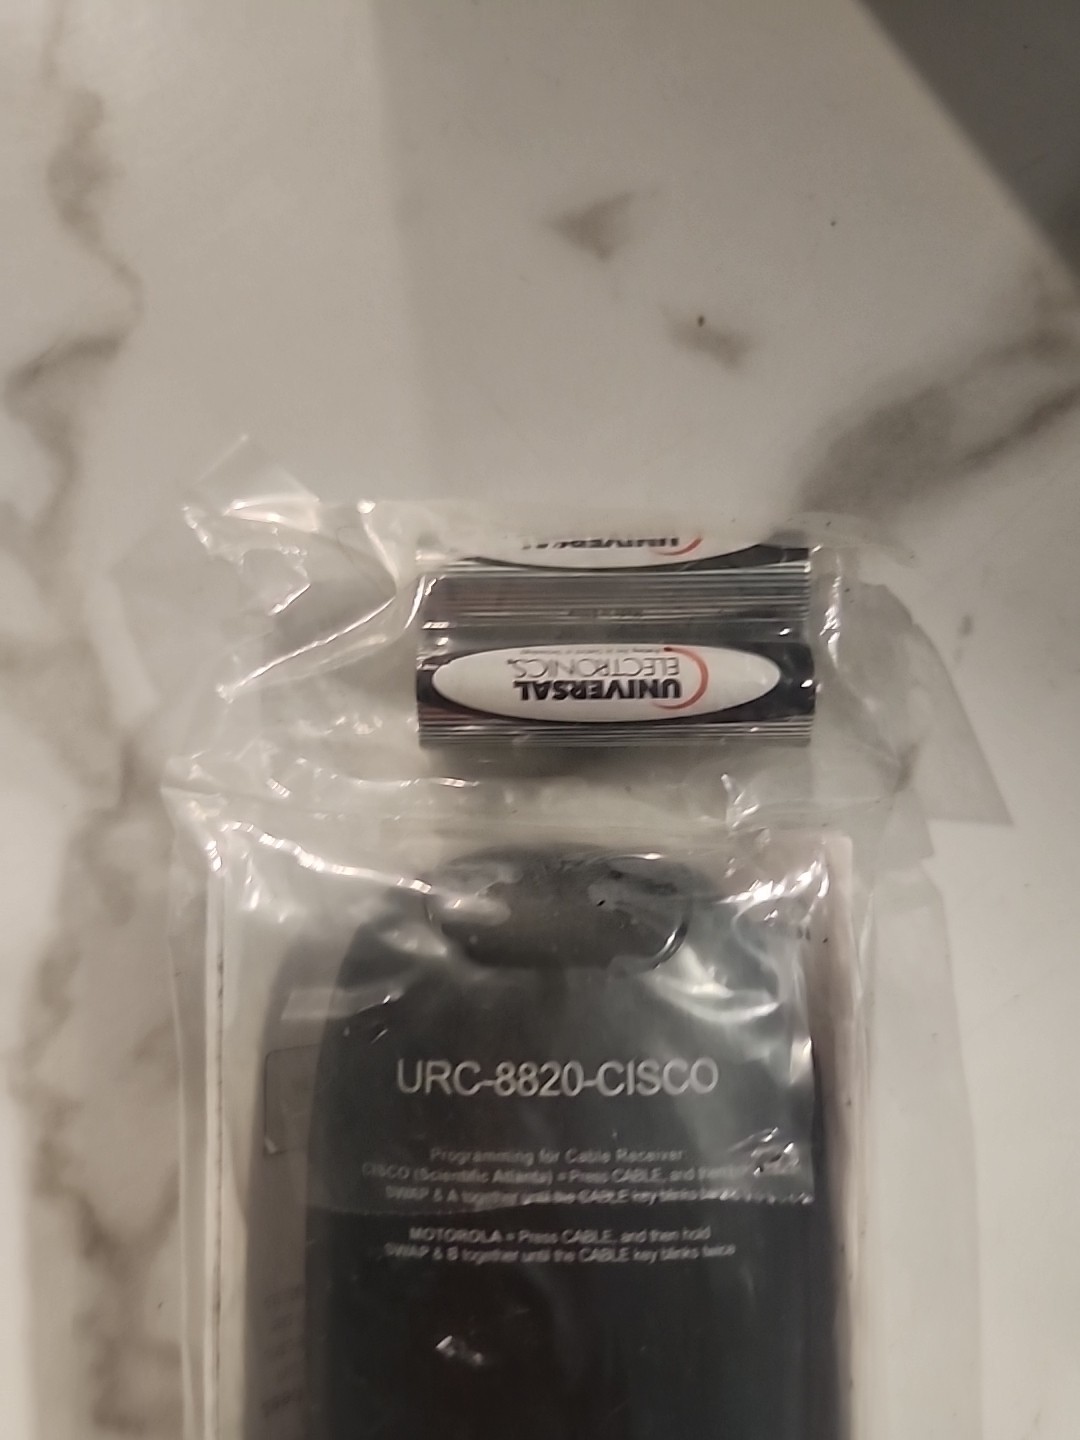 UNIVERSAL
UNIVERSAL
ELECTRONICS
URC-8820-CISCO
Programming for Cable Receiver:
CISCO (Scientific Atlanta) = Press CABLE, and then
SWAP & A together until the CABLE key blinks twice
MOTOROLA = Press CABLE, and then hold
SWAP & B together until the CABLE key blinks twice